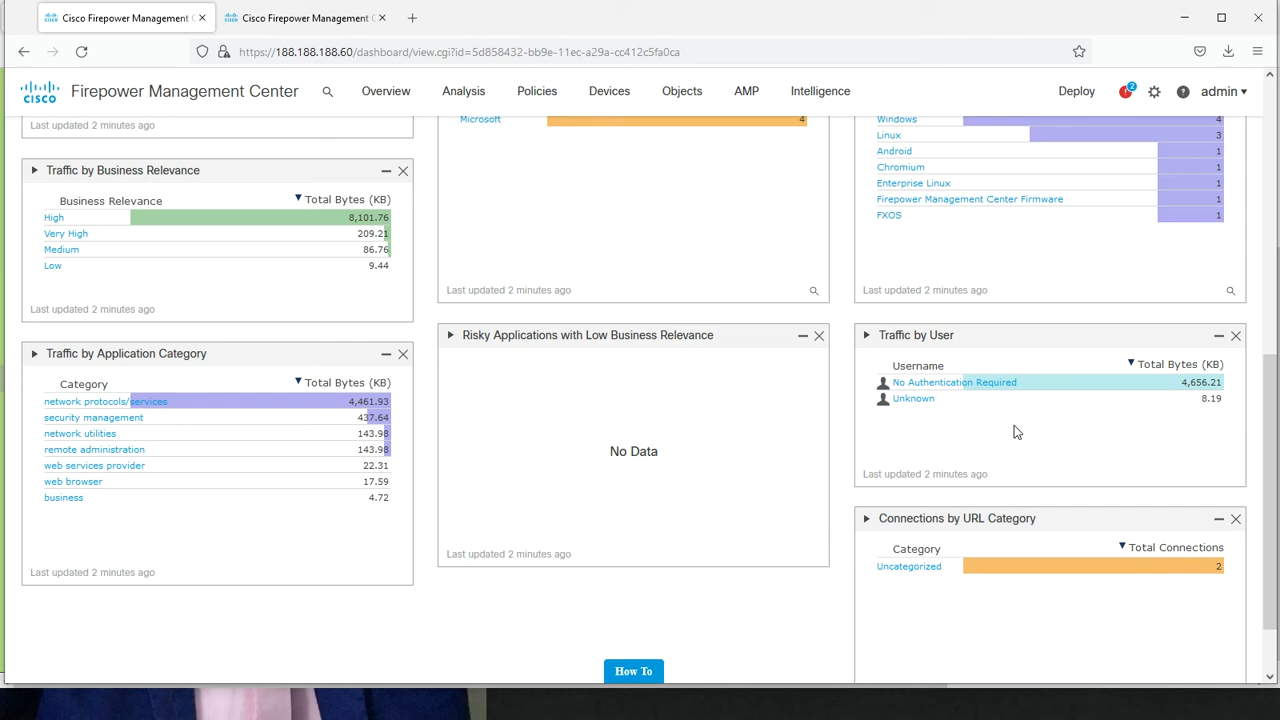 Cisco Firepower Management C
Cisco Firepower Management C
https://188.188.188.60/dashboard/view.cgi?id=5d858432-bb9e-11ec-a29a-cc412c5fa0ca
CISCO
Firepower Management Center
Overview
Analysis
Policies
Devices
Objects
AMP
Intelligence
Deploy
2
admin
Last updated 2 minutes ago
Traffic by Business Relevance
Business Relevance Total Bytes (KB)
High 8,101.76
Very High 209.21
Medium 86.76
Low 9.44
Last updated 2 minutes ago
Traffic by Application Category
Category Total Bytes (KB)
network protocols/services 4,461.93
security management 437.64
network utilities 143.98
remote administration 143.98
web services provider 22.31
web browser 17.59
business 4.72
Last updated 2 minutes ago
Microsoft 4
Last updated 2 minutes ago
Risky Applications with Low Business Relevance
No Data
Last updated 2 minutes ago
Windows 4
Linux 3
Android 1
Chromium 1
Enterprise Linux 1
Firepower Management Center Firmware 1
FXOS 1
Last updated 2 minutes ago
Traffic by User
Username Total Bytes (KB)
No Authentication Required 4,656.21
Unknown 8.19
Last updated 2 minutes ago
Connections by URL Category
Category Total Connections
Uncategorized 2
How To